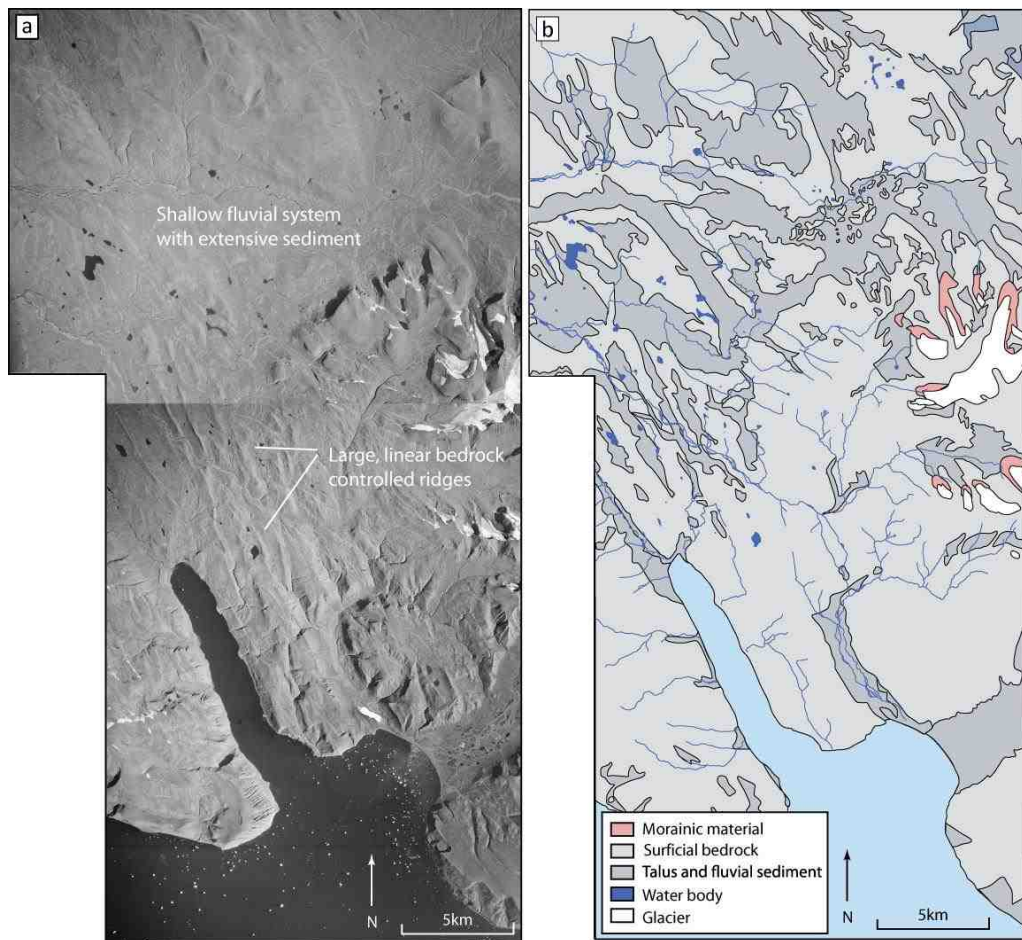 a
Shallow fluvial system
with extensive sediment
Large, linear bedrock
controlled ridges
N
5km
b
Morainic material
Surficial bedrock
Talus and fluvial sediment
Water body
Glacier
N
5km